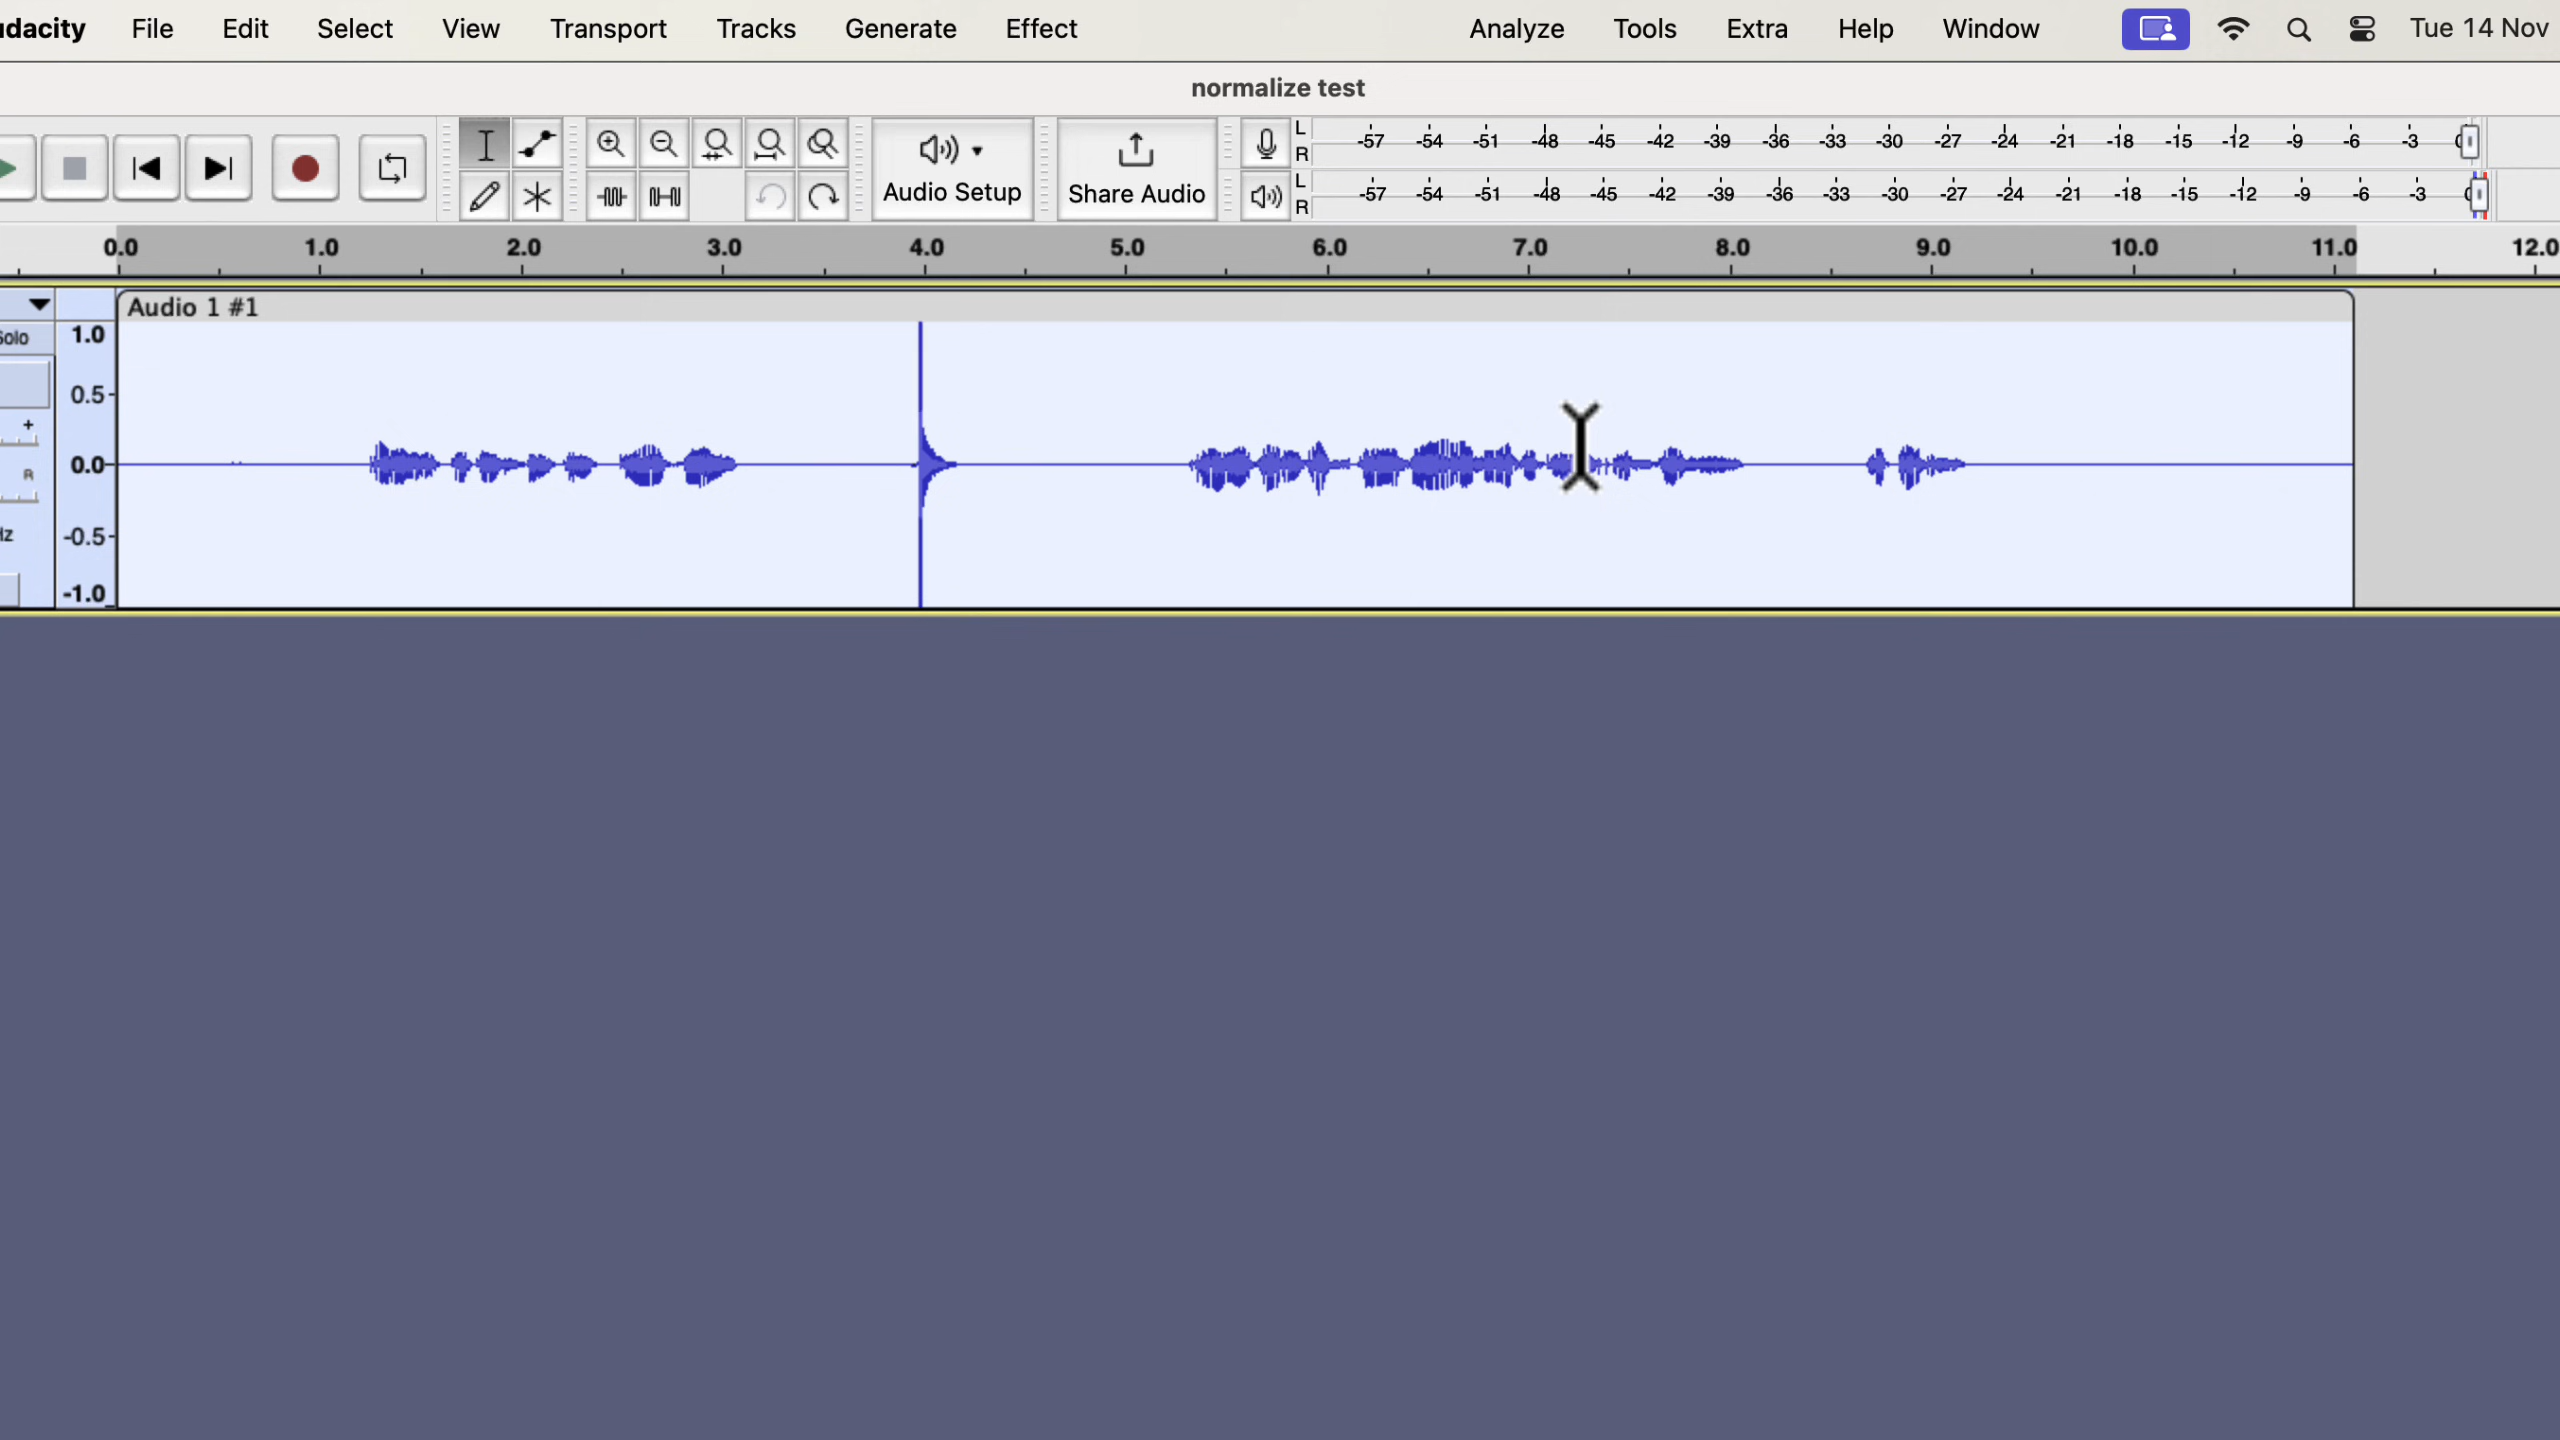 udacity File Edit Select View Transport Tracks Generate Effect Analyze Tools Extra Help Window Tue 14 Nov
normalize test
L -57 -54 -51 -48 -45 -42 -39 -36 -33 -30 -27 -24 -21 -18 -15 -12 -9 -6 -3
R
Audio Setup Share Audio
L -57 -54 -51 -48 -45 -42 -39 -36 -33 -30 -27 -24 -21 -18 -15 -12 -9 -6 -3
R
0.0 1.0 2.0 3.0 4.0 5.0 6.0 7.0 8.0 9.0 10.0 11.0 12.0
Audio 1 #1
Solo 1.0
0.5
+
0.0
R
Hz -0.5
-1.0